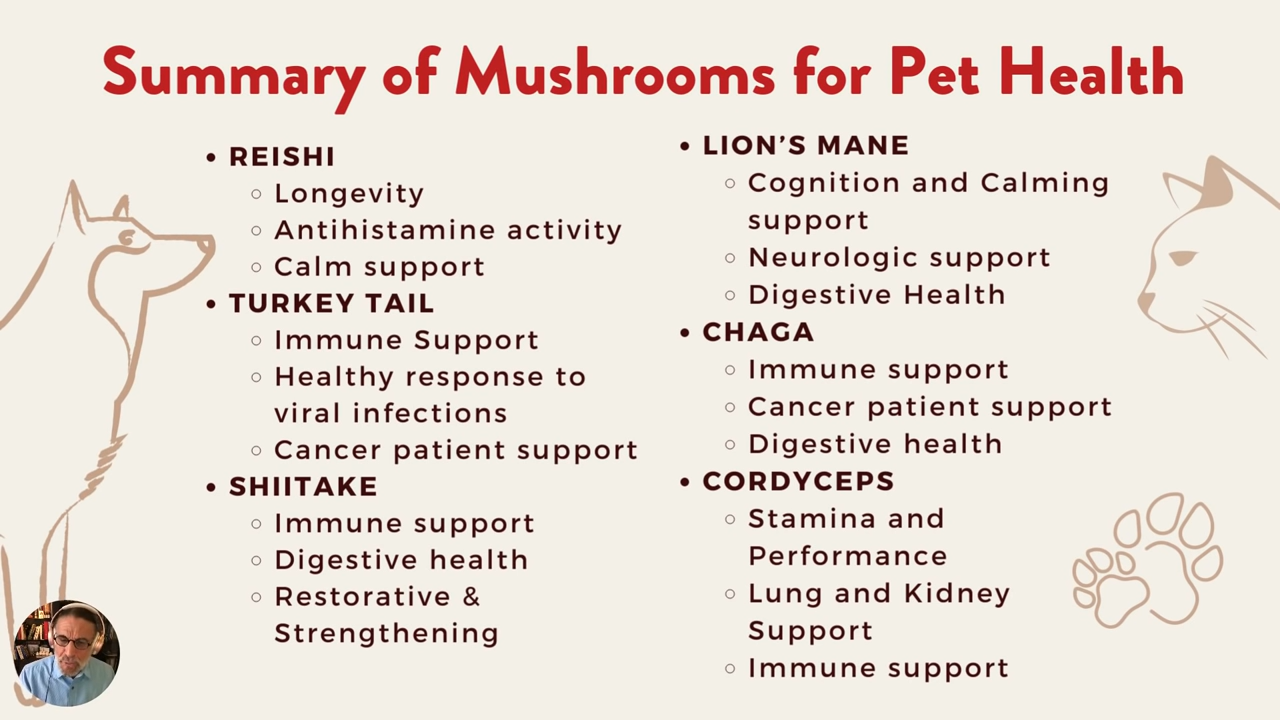 Summary of Mushrooms for Pet Health
REISHI
Longevity
Antihistamine activity
Calm support
TURKEY TAIL
Immune Support
Healthy response to
viral infections
Cancer patient support
SHIITAKE
Immune support
Digestive health
Restorative &
Strengthening
LION'S MANE
Cognition and Calming
support
Neurologic support
Digestive Health
CHAGA
Immune support
Cancer patient support
Digestive health
CORDYCEPS
Stamina and
Performance
Lung and Kidney
Support
Immune support